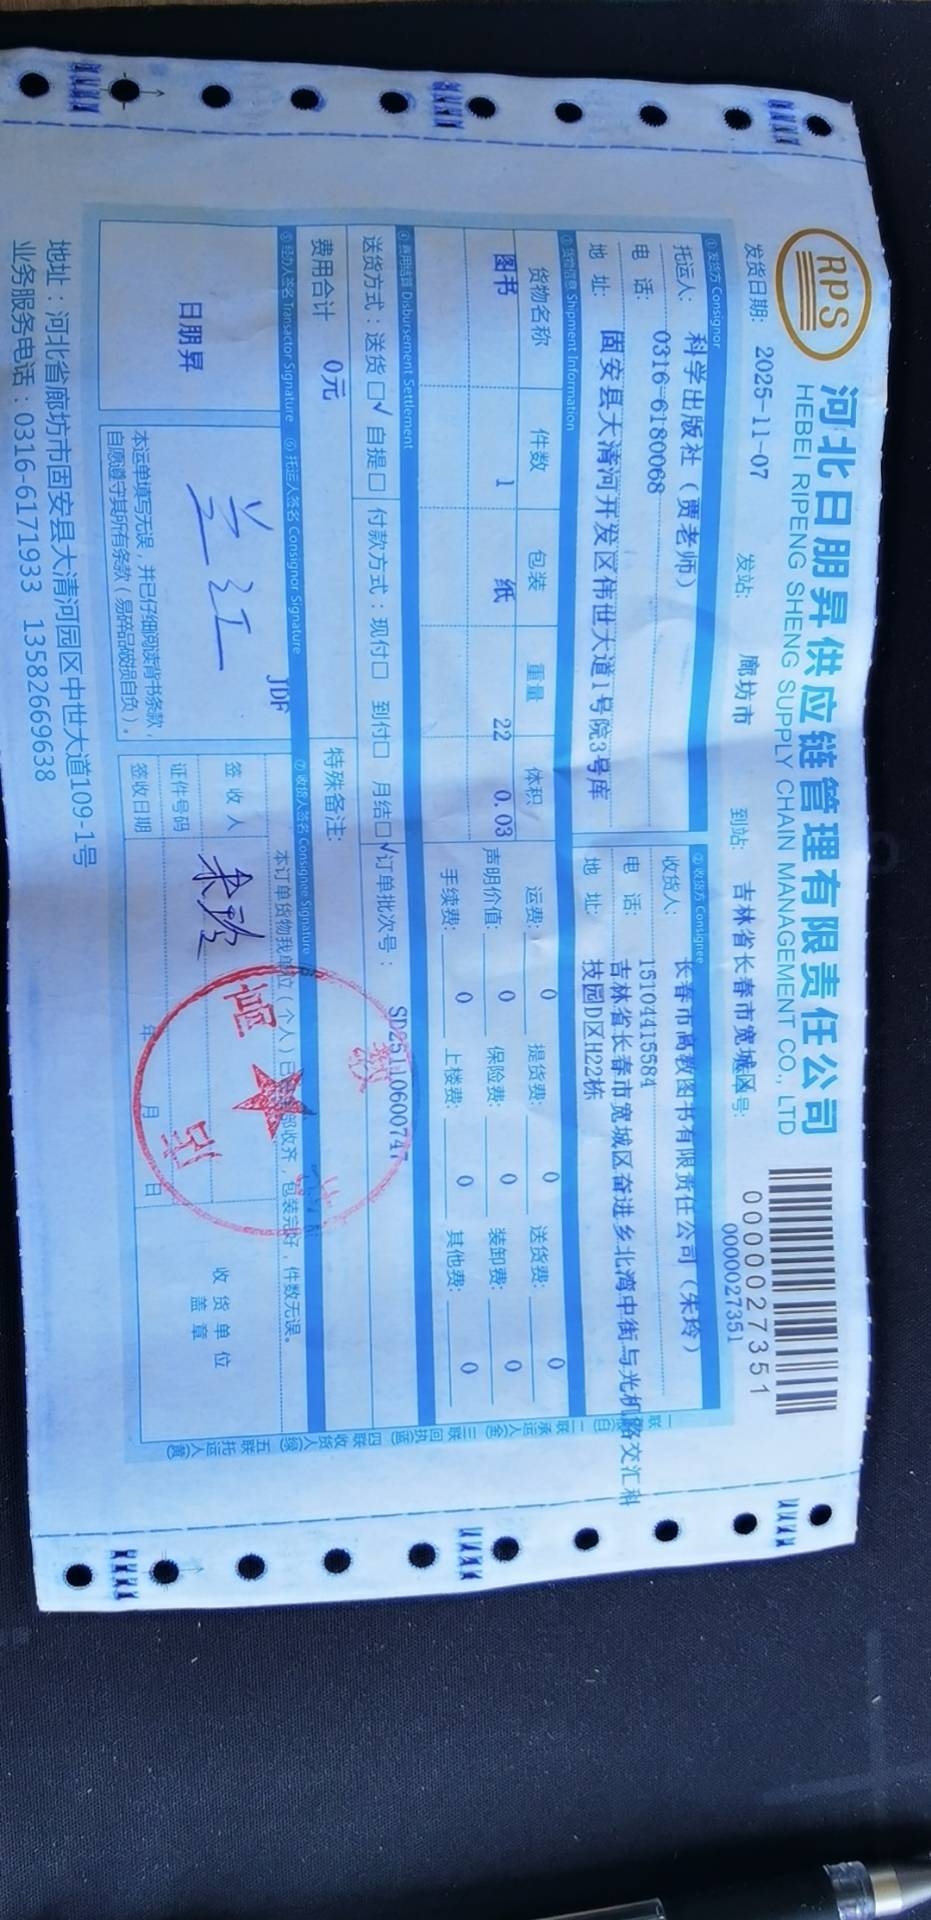 RPS
河北日朋昇供应链管理有限责任公司
HEBEI RIPENG SHENG SUPPLY CHAIN MANAGEMENT CO., LTD
0000027351
发货日期: 2025-11-07 发站: 廊坊市 到站: 吉林省长春市宽城区 号: 0000027351
①发货方 Consignor ②收货方 Consignee
托运人: 科学出版社(贾老师) 收货人: 长春市高教图书有限责任公司(朱玲)
电 话: 0316-6180068 电 话: 15104415584
地 址: 固安县大清河开发区伟世大道1号院3号库 地 址: 吉林省长春市宽城区奋进乡北湾中街与光机路交汇科
技园D区H22栋
③货物信息 Shipment Information
货物名称 件数 包装 重量 体积 运费: 0 提货费: 0 送货费: 0
图书 1 纸 22 0.03 声明价值: 0 保险费: 0 装卸费: 0
手续费: 0 上楼费: 0 其他费: 0
④费用结算 Disbursement Settlement
送货方式:送货□√ 自提□ 付款方式:现付□ 到付□ 月结□√ 订单批次号: SD25110600747
费用合计 0元 特殊备注:
⑤经办人签名 Transactor Signature ⑥托运人签名 Consignor Signature ⑦收货人签名 Consignee Signature
日朋昇
JDF
本运单填写无误,并已仔细阅读背书条款,
自愿遵守其所有条款(易碎品破损自负)。
本订单货物我单位(个人)已 部收齐,包装完好,件数无误。
签 收 人 朱玲
证件号码
签收日期 年 月 日
收货单位
盖章
地址:河北省廊坊市固安县大清河园区中世大道109-1号
业务服务电话:0316-6171933 13582669638